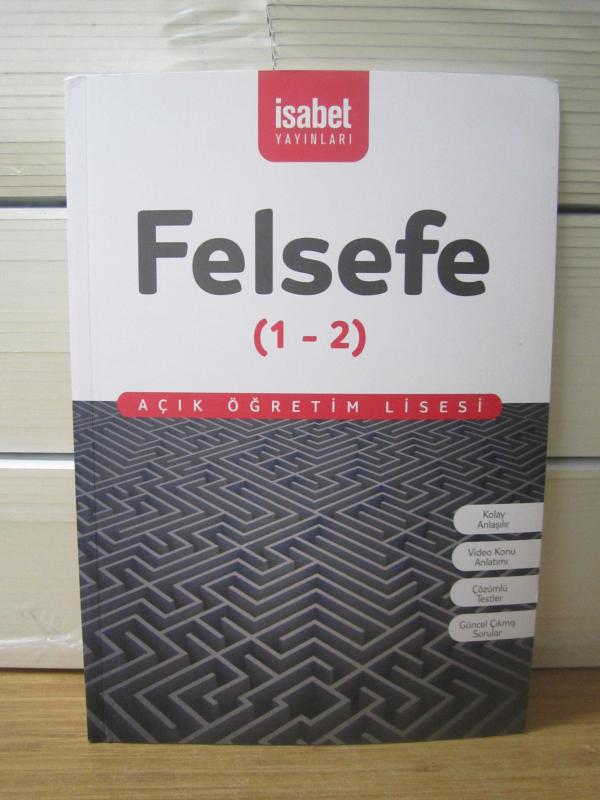 isabet
YAYINLARI
Felsefe
(1 - 2)
AÇIK ÖĞRETİM LİSESİ
Kolay
Anlaşılır
Video Konu
Anlatımı
Çözümlü
Testler
Güncel Çıkmış
Sorular